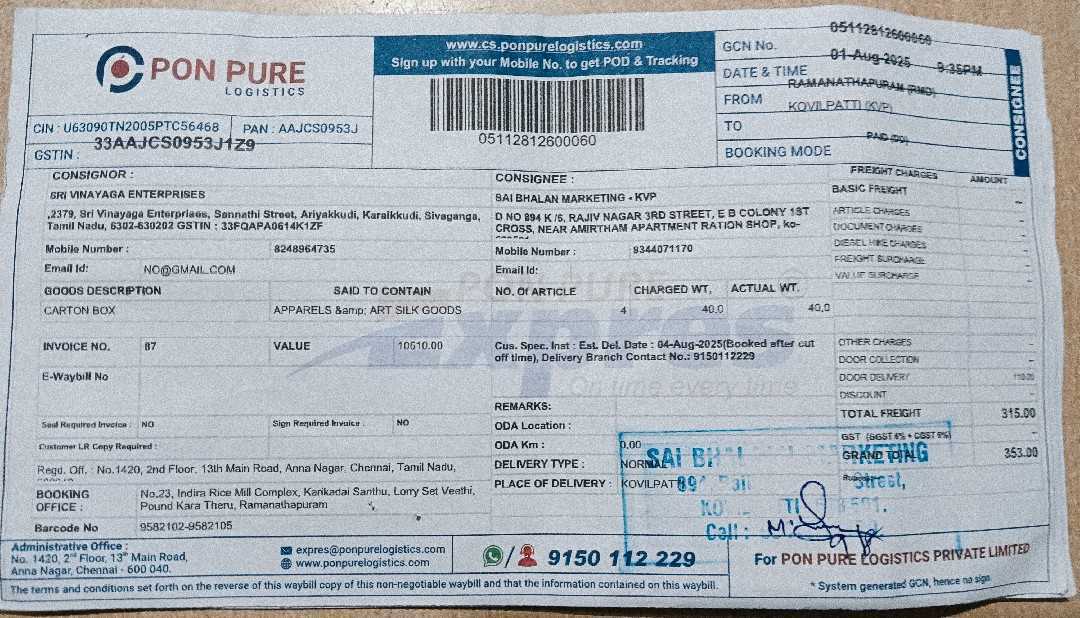 PON PURE
LOGISTICS
www.cs.ponpurelogistics.com
Sign up with your Mobile No. to get POD & Tracking
05112812600060
GCN No. 05112812600060
DATE & TIME 01-Aug-2025 9:35PM
FROM RAMANATHAPURAM (RMD)
TO KOVILPATTI (KVP)
BOOKING MODE PAID
CONSIGNEE
CIN : U63090TN2005PTC56468 PAN : AAJCS0953J
GSTIN : 33AAJCS0953J1Z9
CONSIGNOR :
SRI VINAYAGA ENTERPRISES
,2379, Sri Vinayaga Enterprises, Sannathi Street, Ariyakkudi, Karaikkudi, Sivaganga,
Tamil Nadu, 6302-630202 GSTIN : 33FQAPA0614K1ZF
Mobile Number : 8248964735
Email Id: NO@GMAIL.COM
CONSIGNEE :
SAI BHALAN MARKETING - KVP
D NO 894 K /5, RAJIV NAGAR 3RD STREET, E B COLONY 1ST
CROSS, NEAR AMIRTHAM APARTMENT RATION SHOP, ko-
Mobile Number : 9344071170
Email Id:
GOODS DESCRIPTION SAID TO CONTAIN NO. Of ARTICLE CHARGED WT. ACTUAL WT.
CARTON BOX APPARELS &amp; ART SILK GOODS 4 40.0 40.0
INVOICE NO. 87 VALUE 10610.00
E-Waybill No
Seal Required Invoice : NO Sign Required Invoice : NO
Customer LR Copy Required :
Regd. Off. : No.1420, 2nd Floor, 13th Main Road, Anna Nagar, Chennai, Tamil Nadu,
BOOKING OFFICE : No.23, Indira Rice Mill Complex, Karikadai Santhu, Lorry Set Veethi,
Pound Kara Theru, Ramanathapuram
Barcode No 9582102-9582105
Cus. Spec. Inst : Est. Del. Date : 04-Aug-2025(Booked after cut
off time), Delivery Branch Contact No.: 9150112229
Xpres
On time every time
REMARKS:
ODA Location :
ODA Km : 0.00
DELIVERY TYPE : NORMAL
PLACE OF DELIVERY : KOVILPATTI
FREIGHT CHARGES AMOUNT
BASIC FREIGHT -
ARTICLE CHARGES -
DOCUMENT CHARGES -
DIESEL HIKE CHARGES -
FREIGHT SURCHARGE -
VALUE SURCHARGE -
OTHER CHARGES -
DOOR COLLECTION -
DOOR DELIVERY 110.00
DISCOUNT -
TOTAL FREIGHT 315.00
GST
GRAND TOTAL 353.00
SAI MARKETING
Street,
Call :
For PON PURE LOGISTICS PRIVATE LIMITED
* System generated GCN, hence no sign
Administrative Office :
No. 1420, 2nd Floor, 13th Main Road,
Anna Nagar, Chennai - 600 040.
expres@ponpurelogistics.com
www.ponpurelogistics.com
9150 112 229
The terms and conditions set forth on the reverse of this waybill copy of this non-negotiable waybill and that the information contained on this waybill.